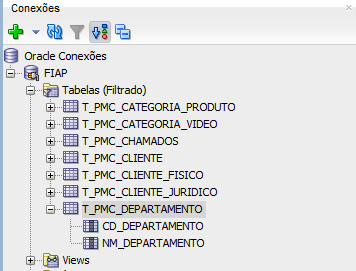 Conexões
Oracle Conexões
FIAP
Tabelas (Filtrado)
T_PMC_CATEGORIA_PRODUTO
T_PMC_CATEGORIA_VIDEO
T_PMC_CHAMADOS
T_PMC_CLIENTE
T_PMC_CLIENTE_FISICO
T_PMC_CLIENTE_JURIDICO
T_PMC_DEPARTAMENTO
CD_DEPARTAMENTO
NM_DEPARTAMENTO
Views